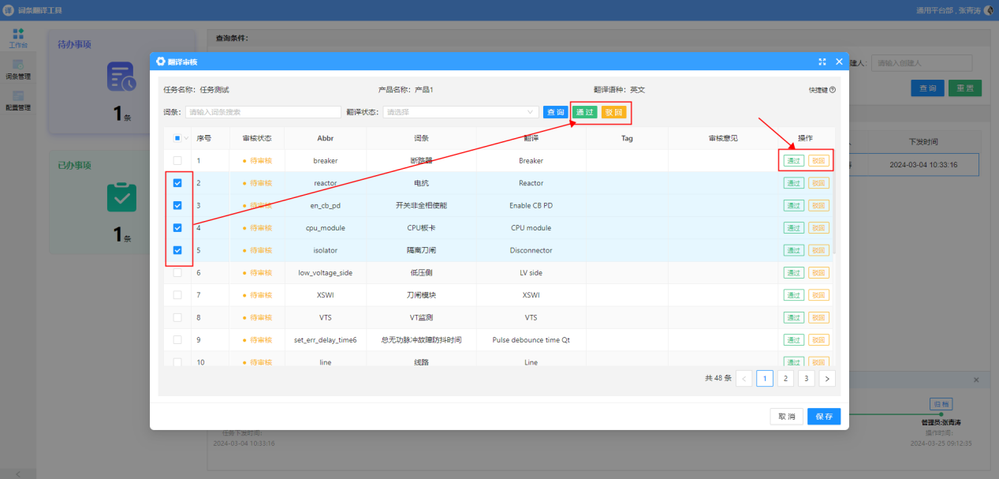 译 词条翻译工具 通用平台部 , 张青涛
工作台
词条管理
配置管理
待办事项
1条
已办事项
1条
查询条件:
建人: 请输入创建人
查 询 重 置
下发时间
2024-03-04 10:33:16
翻译审核
任务名称: 任务测试 产品名称: 产品1 翻译语种: 英文 快捷键
词条: 请输入词条搜索 翻译状态: 请选择 查 询 通 过 驳 回
序号 审核状态 Abbr 词条 翻译 Tag 审核意见 操作
1 待审核 breaker 断路器 Breaker 通过 驳回
2 待审核 reactor 电抗 Reactor 通过 驳回
3 待审核 en_cb_pd 开关非全相使能 Enable CB PD 通过 驳回
4 待审核 cpu_module CPU板卡 CPU module 通过 驳回
5 待审核 isolator 隔离刀闸 Disconnector 通过 驳回
6 待审核 low_voltage_side 低压侧 LV side 通过 驳回
7 待审核 XSWI 刀闸模块 XSWI 通过 驳回
8 待审核 VTS VT监测 VTS 通过 驳回
9 待审核 set_err_delay_time6 总无功脉冲故障防抖时间 Pulse debounce time Qt 通过 驳回
10 待审核 line 线路 Line 通过 驳回
共 48 条 1 2 3
取 消 保 存
任务下发时间:
2024-03-04 10:33:16
归 档
管理员:张青涛
操作时间:
2024-03-25 09:12:35